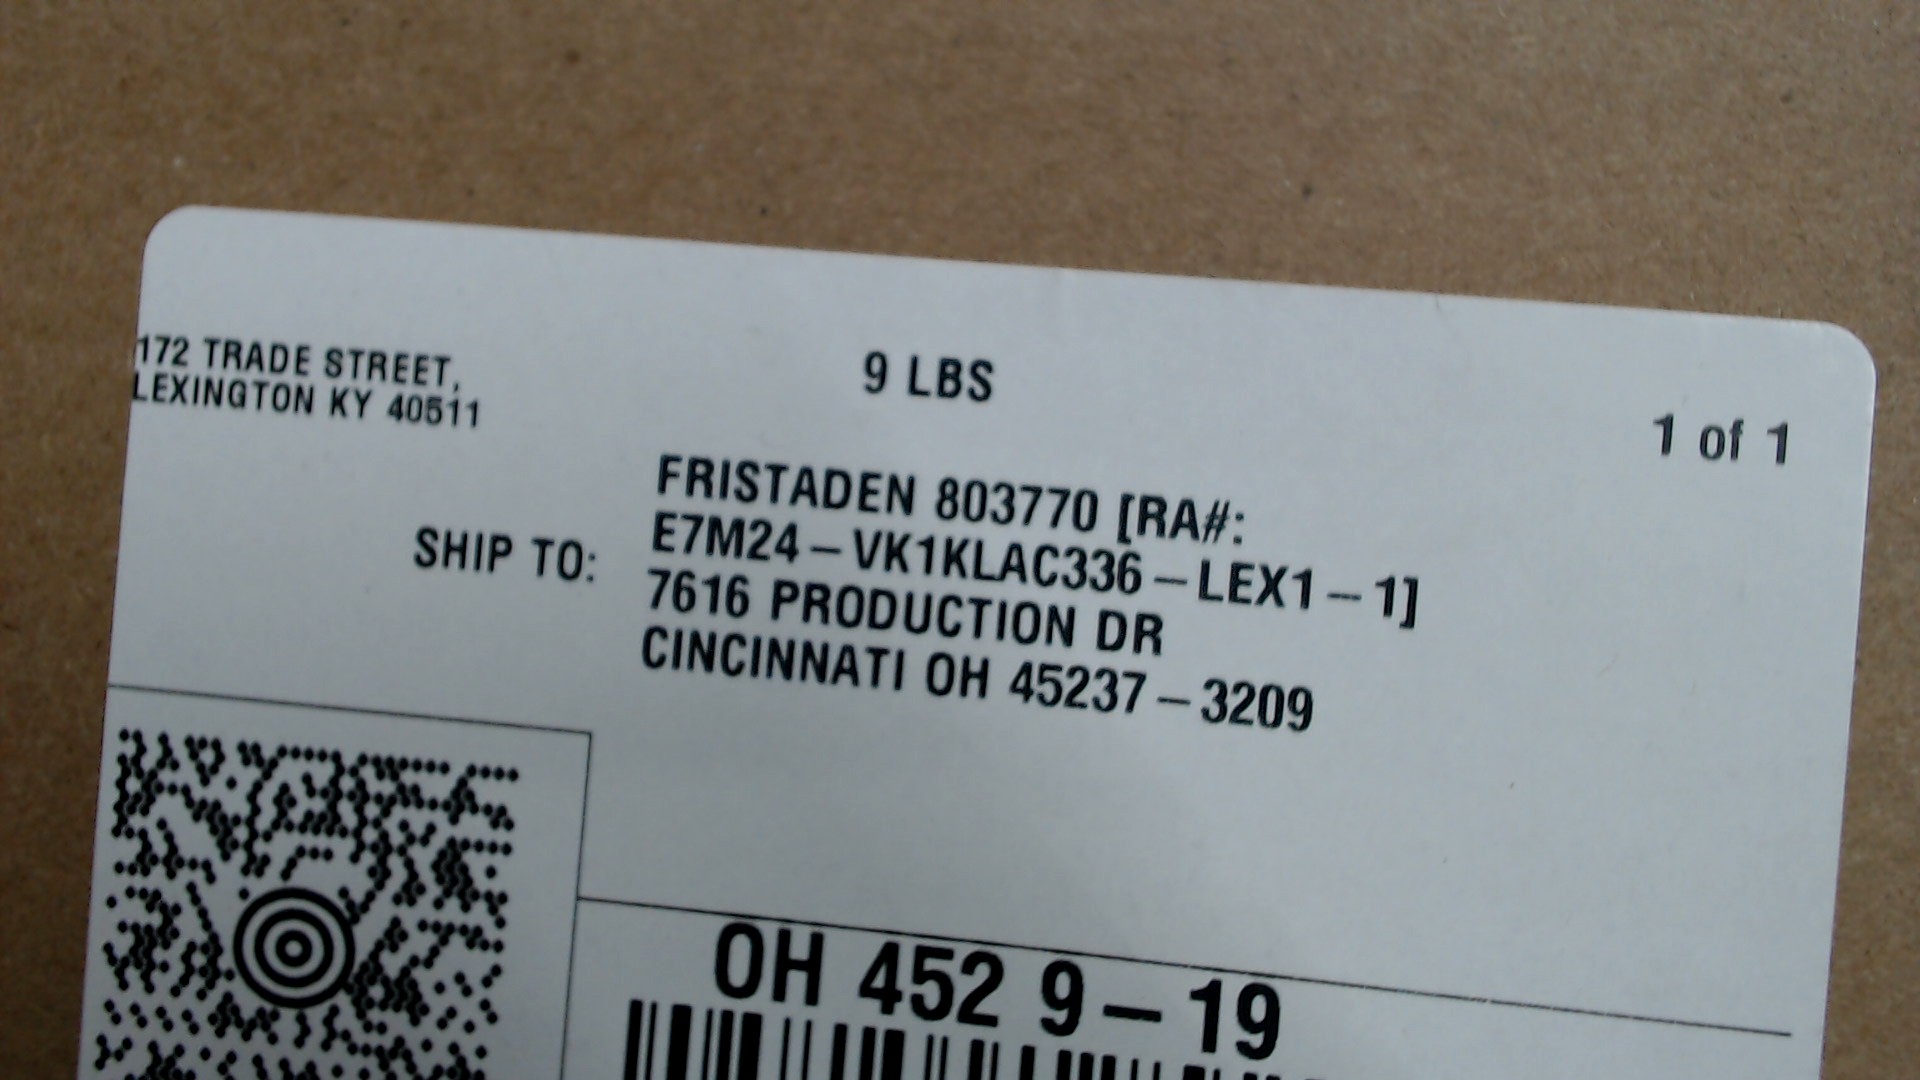 172 TRADE STREET,
LEXINGTON KY 40511
9 LBS
1 of 1
SHIP TO:
FRISTADEN 803770 [RA#:
E7M24-VK1KLAC336-LEX1-1]
7616 PRODUCTION DR
CINCINNATI OH 45237-3209
OH 452 9-19